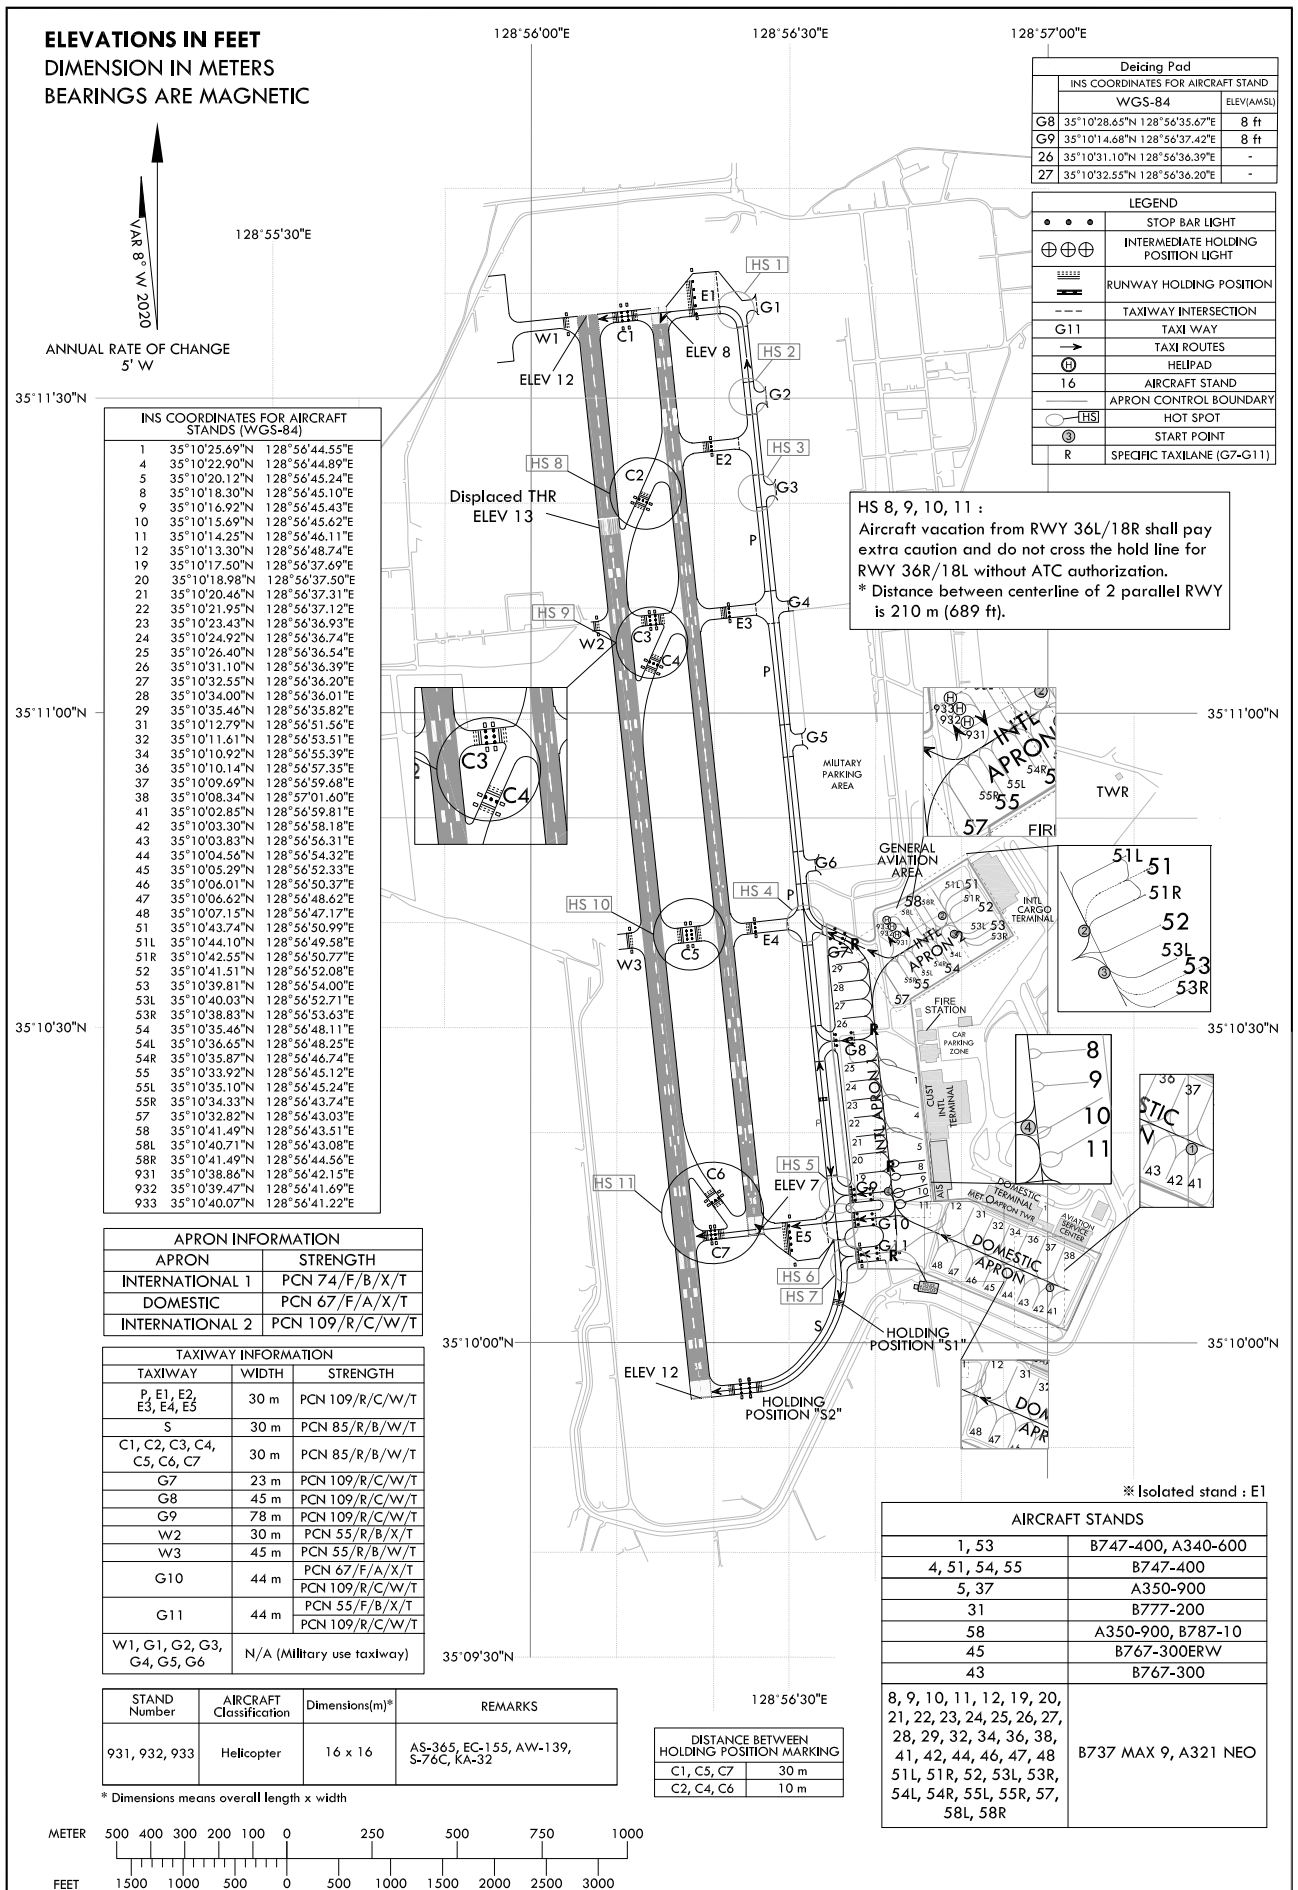 ELEVATIONS IN FEET
DIMENSION IN METERS
BEARINGS ARE MAGNETIC
VAR 8° W 2020
ANNUAL RATE OF CHANGE
5' W
128°56'00"E
128°56'30"E
128°57'00"E
128°55'30"E
35°11'30"N
35°11'00"N
35°10'30"N
35°11'00"N
35°10'30"N
35°10'00"N
35°10'00"N
35°09'30"N
128°56'30"E
Deicing Pad
INS COORDINATES FOR AIRCRAFT STAND
WGS-84 ELEV(AMSL)
G8 35°10'28.65"N 128°56'35.67"E 8 ft
G9 35°10'14.68"N 128°56'37.42"E 8 ft
26 35°10'31.10"N 128°56'36.39"E -
27 35°10'32.55"N 128°56'36.20"E -
LEGEND
STOP BAR LIGHT
INTERMEDIATE HOLDING
POSITION LIGHT
RUNWAY HOLDING POSITION
TAXIWAY INTERSECTION
G11 TAXI WAY
TAXI ROUTES
H HELIPAD
16 AIRCRAFT STAND
APRON CONTROL BOUNDARY
HS HOT SPOT
3 START POINT
R SPECIFIC TAXILANE (G7-G11)
HS 8, 9, 10, 11 :
Aircraft vacation from RWY 36L/18R shall pay
extra caution and do not cross the hold line for
RWY 36R/18L without ATC authorization.
* Distance between centerline of 2 parallel RWY
is 210 m (689 ft).
INS COORDINATES FOR AIRCRAFT
STANDS (WGS-84)
1 35°10'25.69"N 128°56'44.55"E
4 35°10'22.90"N 128°56'44.89"E
5 35°10'20.12"N 128°56'45.24"E
8 35°10'18.30"N 128°56'45.10"E
9 35°10'16.92"N 128°56'45.43"E
10 35°10'15.69"N 128°56'45.62"E
11 35°10'14.25"N 128°56'46.11"E
12 35°10'13.30"N 128°56'48.74"E
19 35°10'17.50"N 128°56'37.69"E
20 35°10'18.98"N 128°56'37.50"E
21 35°10'20.46"N 128°56'37.31"E
22 35°10'21.95"N 128°56'37.12"E
23 35°10'23.43"N 128°56'36.93"E
24 35°10'24.92"N 128°56'36.74"E
25 35°10'26.40"N 128°56'36.54"E
26 35°10'31.10"N 128°56'36.39"E
27 35°10'32.55"N 128°56'36.20"E
28 35°10'34.00"N 128°56'36.01"E
29 35°10'35.46"N 128°56'35.82"E
31 35°10'12.79"N 128°56'51.56"E
32 35°10'11.61"N 128°56'53.51"E
34 35°10'10.92"N 128°56'55.39"E
36 35°10'10.14"N 128°56'57.35"E
37 35°10'09.69"N 128°56'59.68"E
38 35°10'08.34"N 128°57'01.60"E
41 35°10'02.85"N 128°56'59.81"E
42 35°10'03.30"N 128°56'58.18"E
43 35°10'03.83"N 128°56'56.31"E
44 35°10'04.56"N 128°56'54.32"E
45 35°10'05.29"N 128°56'52.33"E
46 35°10'06.01"N 128°56'50.37"E
47 35°10'06.62"N 128°56'48.62"E
48 35°10'07.15"N 128°56'47.17"E
51 35°10'43.74"N 128°56'50.99"E
51L 35°10'44.10"N 128°56'49.58"E
51R 35°10'42.55"N 128°56'50.77"E
52 35°10'41.51"N 128°56'52.08"E
53 35°10'39.81"N 128°56'54.00"E
53L 35°10'40.03"N 128°56'52.71"E
53R 35°10'38.83"N 128°56'53.63"E
54 35°10'35.46"N 128°56'48.11"E
54L 35°10'36.65"N 128°56'48.25"E
54R 35°10'35.87"N 128°56'46.74"E
55 35°10'33.92"N 128°56'45.12"E
55L 35°10'35.10"N 128°56'45.24"E
55R 35°10'34.33"N 128°56'43.74"E
57 35°10'32.82"N 128°56'43.03"E
58 35°10'41.49"N 128°56'43.51"E
58L 35°10'40.71"N 128°56'43.08"E
58R 35°10'41.49"N 128°56'44.56"E
931 35°10'38.86"N 128°56'42.15"E
932 35°10'39.47"N 128°56'41.69"E
933 35°10'40.07"N 128°56'41.22"E
HS 1
E1
G1
W1
C1
ELEV 8
ELEV 12
HS 2
G2
E2
HS 3
G3
HS 8
C2
Displaced THR
ELEV 13
P
G4
E3
HS 9
W2
C3
C4
P
G5
C3
C4
MILITARY
PARKING
AREA
TWR
G6
GENERAL
AVIATION
AREA
HS 4
P
HS 10
E4
W3
C5
G7
R
INTL
CARGO
TERMINAL
INTL
APRON 2
FIRE
STATION
CAR
PARKING
ZONE
G8
R
INTL APRON 1
CUST
INTL
TERMINAL
HS 5
ELEV 7
HS 11
C6
C7
E5
G9
G10
G11
R
R
HS 6
HS 7
AIS
DOMESTIC
TERMINAL
MET
APRON TWR
AVIATION
SERVICE
CENTER
DOMESTIC
APRON
S
HOLDING
POSITION "S1"
ELEV 12
HOLDING
POSITION "S2"
51L 51
51R
52
53L
53
53R
8
9
10
11
36 37
43 42 41
12 31
48 47
APRON INFORMATION
APRON STRENGTH
INTERNATIONAL 1 PCN 74/F/B/X/T
DOMESTIC PCN 67/F/A/X/T
INTERNATIONAL 2 PCN 109/R/C/W/T
TAXIWAY INFORMATION
TAXIWAY WIDTH STRENGTH
P, E1, E2,
E3, E4, E5 30 m PCN 109/R/C/W/T
S 30 m PCN 85/R/B/W/T
C1, C2, C3, C4,
C5, C6, C7 30 m PCN 85/R/B/W/T
G7 23 m PCN 109/R/C/W/T
G8 45 m PCN 109/R/C/W/T
G9 78 m PCN 109/R/C/W/T
W2 30 m PCN 55/R/B/X/T
W3 45 m PCN 55/R/B/W/T
G10 44 m PCN 67/F/A/X/T
PCN 109/R/C/W/T
G11 44 m PCN 55/F/B/X/T
PCN 109/R/C/W/T
W1, G1, G2, G3,
G4, G5, G6 N/A (Military use taxiway)
STAND
Number AIRCRAFT
Classification Dimensions(m)* REMARKS
931, 932, 933 Helicopter 16 x 16 AS-365, EC-155, AW-139,
S-76C, KA-32
* Dimensions means overall length x width
DISTANCE BETWEEN
HOLDING POSITION MARKING
C1, C5, C7 30 m
C2, C4, C6 10 m
※ Isolated stand : E1
AIRCRAFT STANDS
1, 53 B747-400, A340-600
4, 51, 54, 55 B747-400
5, 37 A350-900
31 B777-200
58 A350-900, B787-10
45 B767-300ERW
43 B767-300
8, 9, 10, 11, 12, 19, 20,
21, 22, 23, 24, 25, 26, 27,
28, 29, 32, 34, 36, 38,
41, 42, 44, 46, 47, 48
51L, 51R, 52, 53L, 53R,
54L, 54R, 55L, 55R, 57,
58L, 58R
B737 MAX 9, A321 NEO
METER 500 400 300 200 100 0 250 500 750 1000
FEET 1500 1000 500 0 500 1000 1500 2000 2500 3000